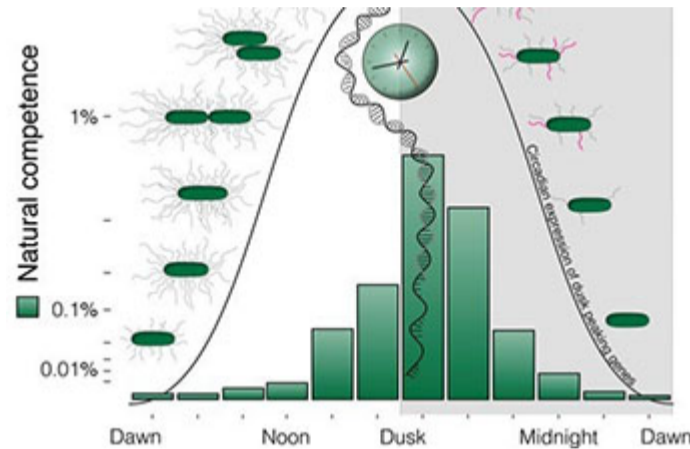 Natural competence
1%
0.1%
0.01%
Circadian expression of dusk peaking genes
Dawn Noon Dusk Midnight Dawn